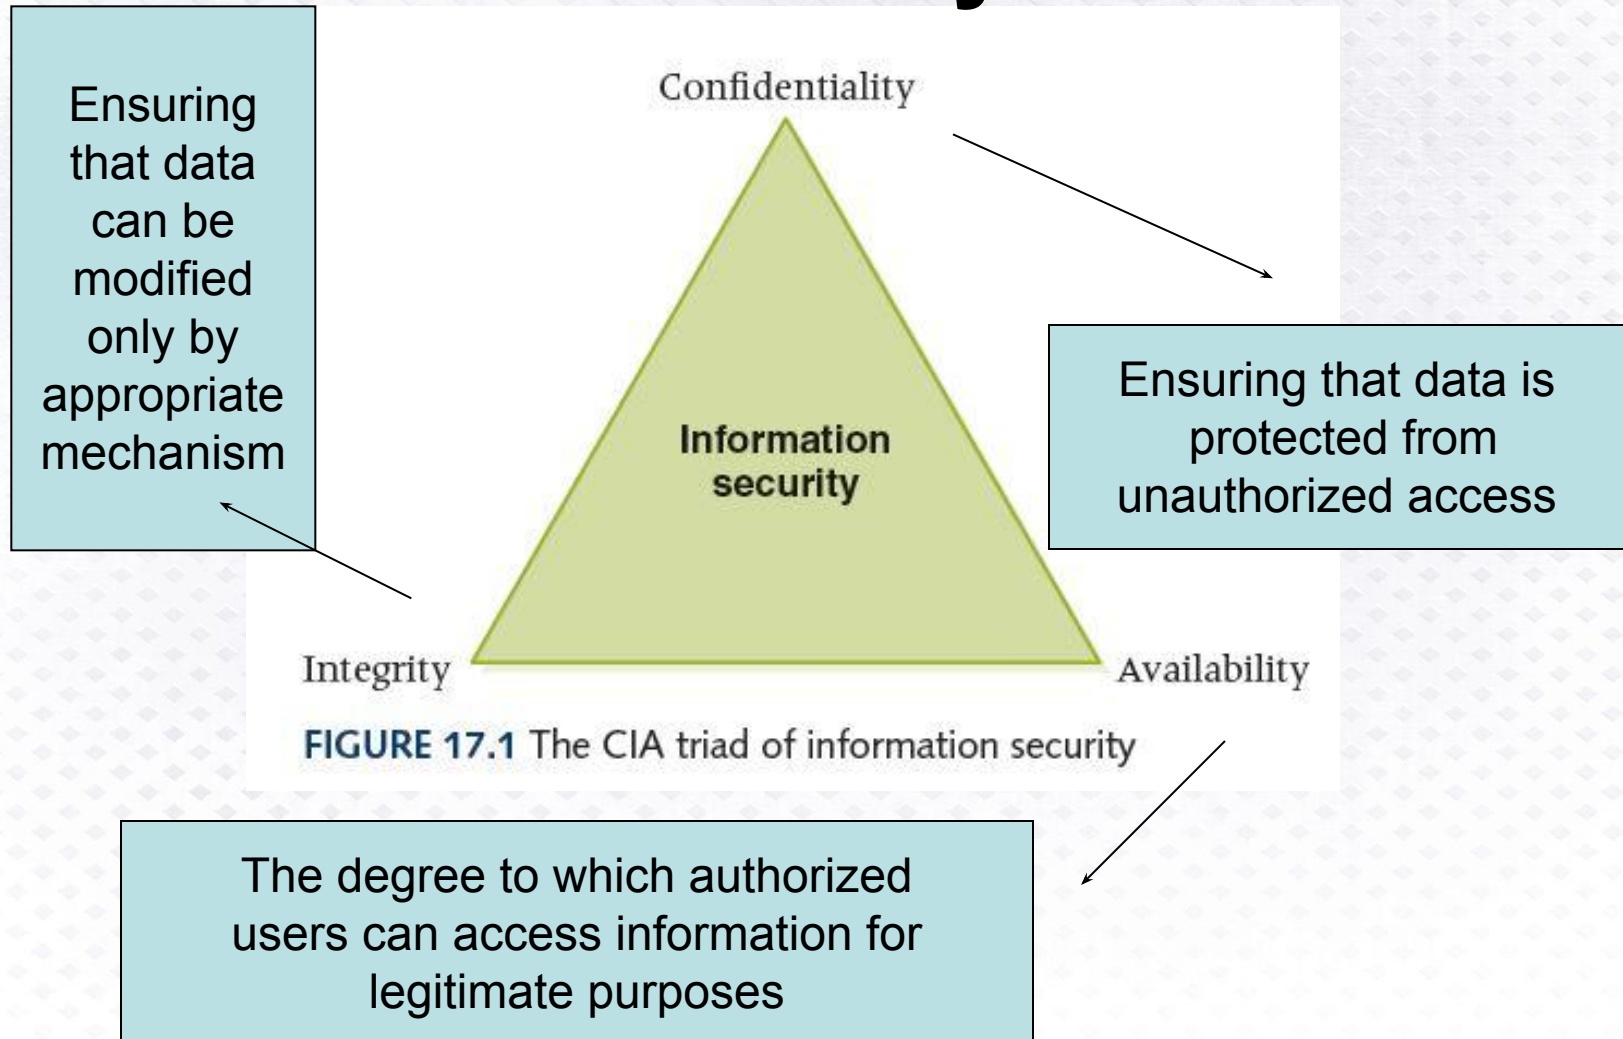 Ensuring
that data
can be
modified
only by
appropriate
mechanism
Confidentiality
Information
security
Ensuring that data is
protected from
unauthorized access
Integrity
Availability
FIGURE 17.1 The CIA triad of information security
The degree to which authorized
users can access information for
legitimate purposes